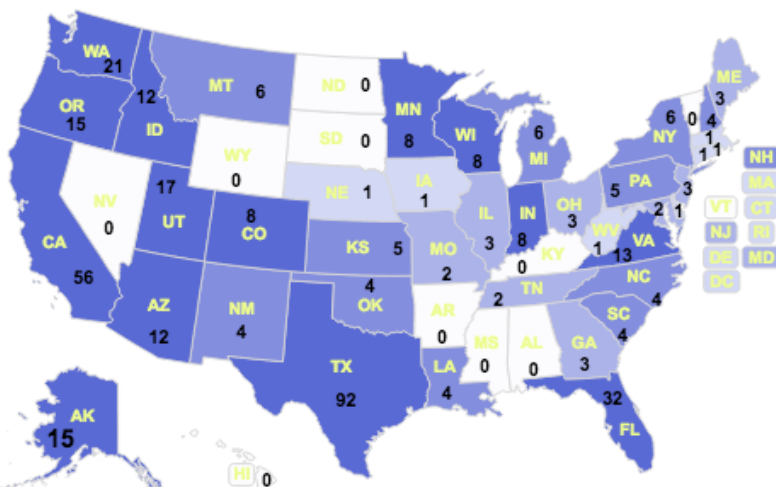 WA
21
MT 6
ND 0
ME
3
OR
15
12
ID
MN
8
SD 0
WI
8
6
MI
6
NY
0
4
WY
0
1
1
1
NH
MA
CT
RI
MD
VT
NJ
DE
DC
NV
0
17
UT
8
CO
NE 1
IA
1
IL
3
IN
8
OH
3
5 PA
3
2
1
WV
1
VA
13
CA
56
KS 5
MO
2
KY
0
AZ
12
NM
4
4
OK
AR
0
2 TN
NC
4
SC
4
MS
0
AL
0
GA
3
TX
92
LA
4
32
FL
AK
15
HI 0